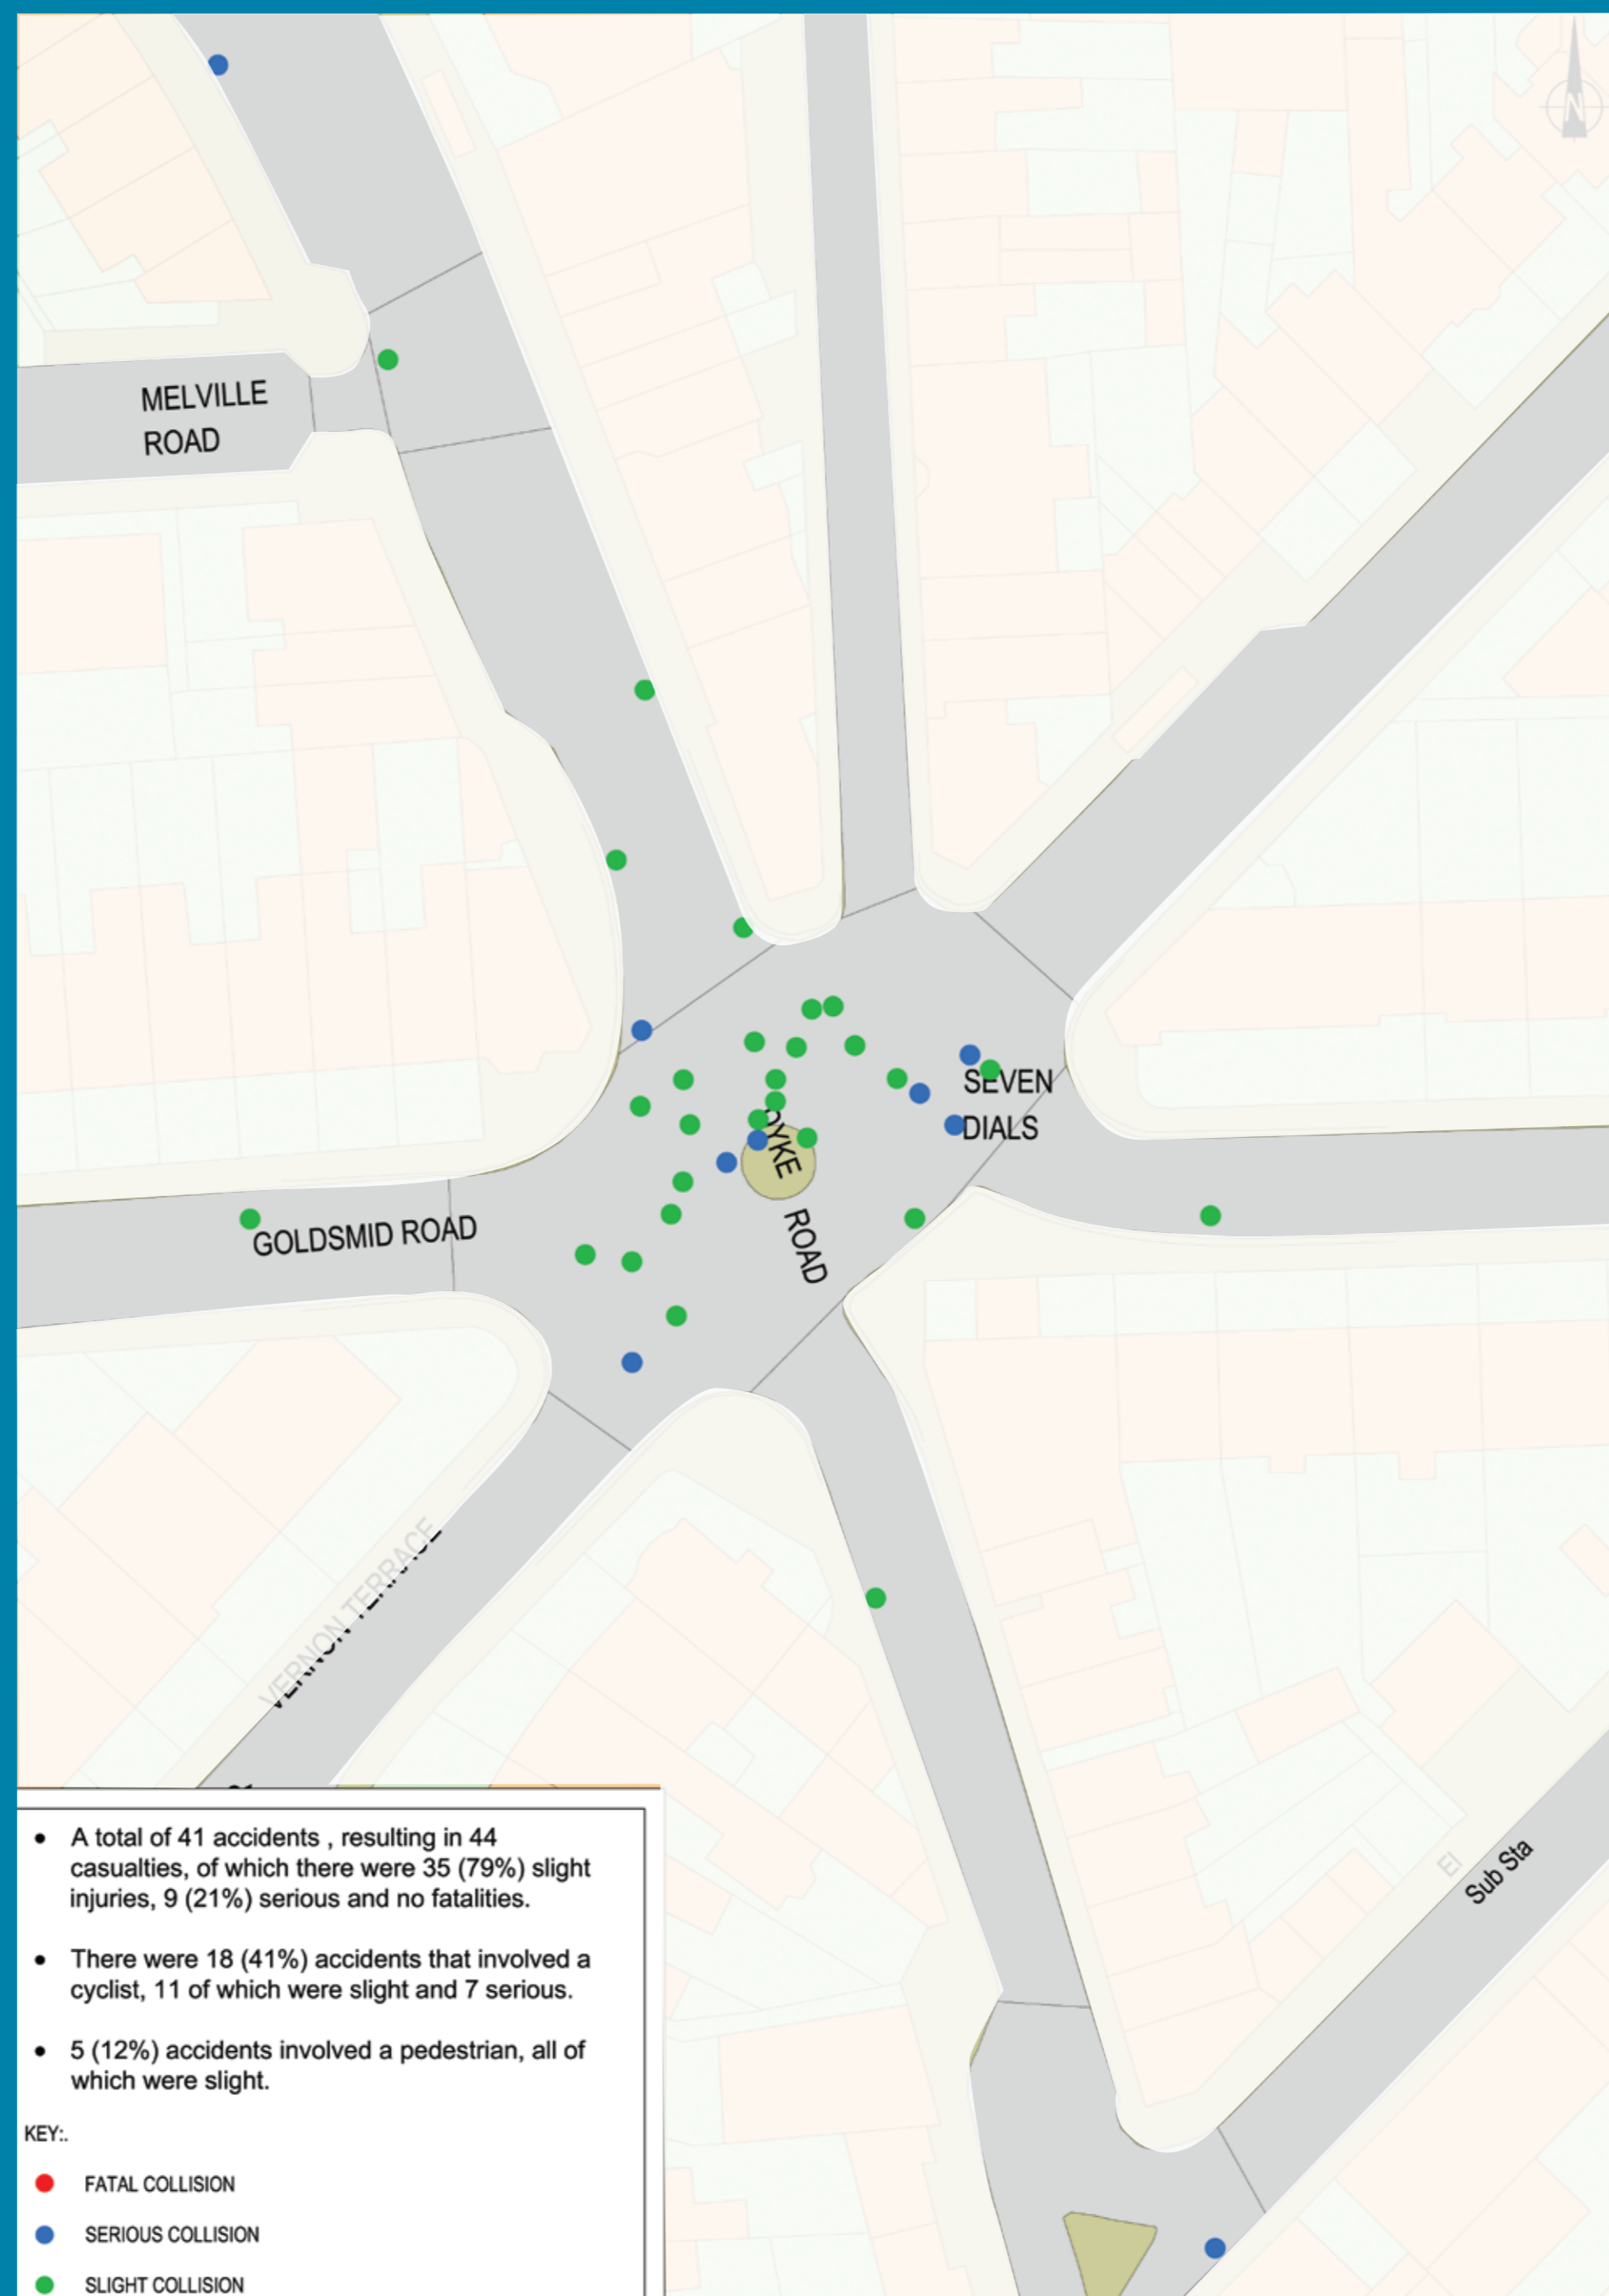 N
MELVILLE
ROAD
SEVEN
DIALS
DYKE
ROAD
GOLDSMID ROAD
VERNON TERRACE
El
Sub Sta
• A total of 41 accidents , resulting in 44
casualties, of which there were 35 (79%) slight
injuries, 9 (21%) serious and no fatalities.
• There were 18 (41%) accidents that involved a
cyclist, 11 of which were slight and 7 serious.
• 5 (12%) accidents involved a pedestrian, all of
which were slight.
KEY:.
FATAL COLLISION
SERIOUS COLLISION
SLIGHT COLLISION